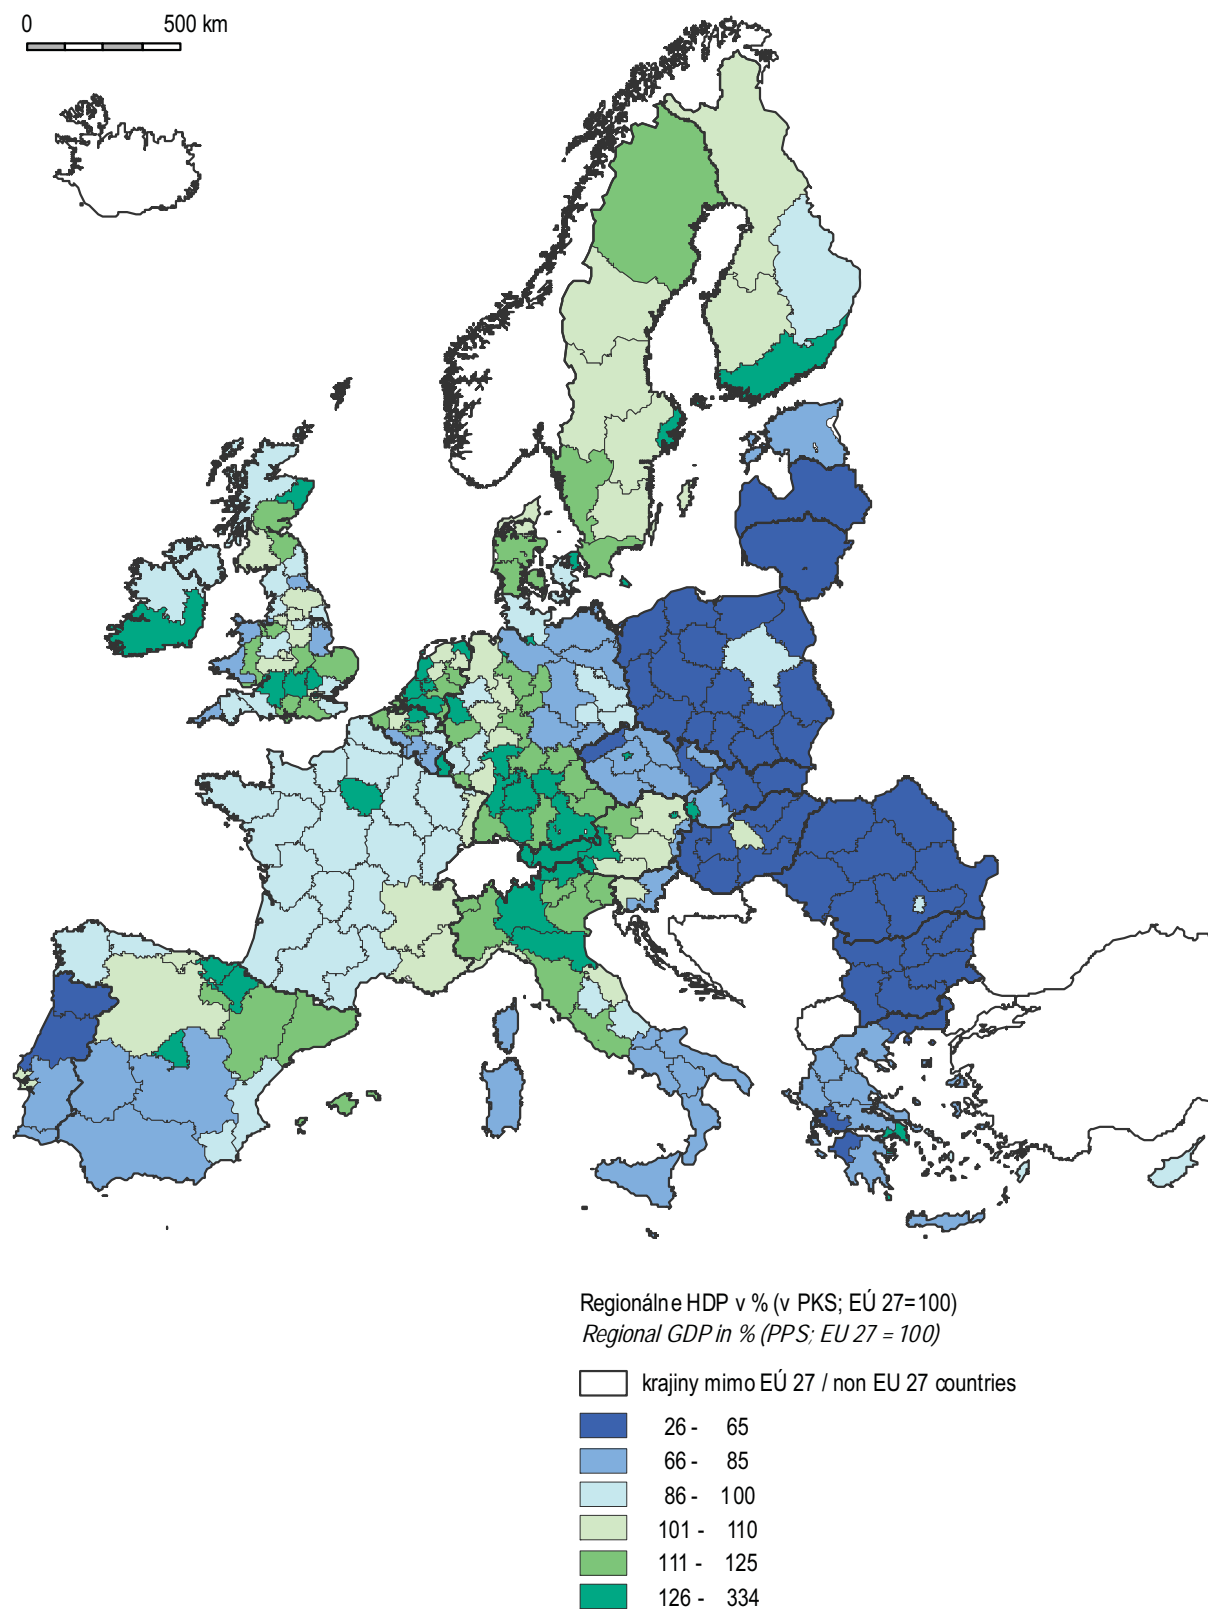 0 500 km
Regionálne HDP v % (v PKS; EÚ 27=100)
Regional GDP in % (PPS; EU 27 = 100)
krajiny mimo EÚ 27 / non EU 27 countries
26 - 65
66 - 85
86 - 100
101 - 110
111 - 125
126 - 334